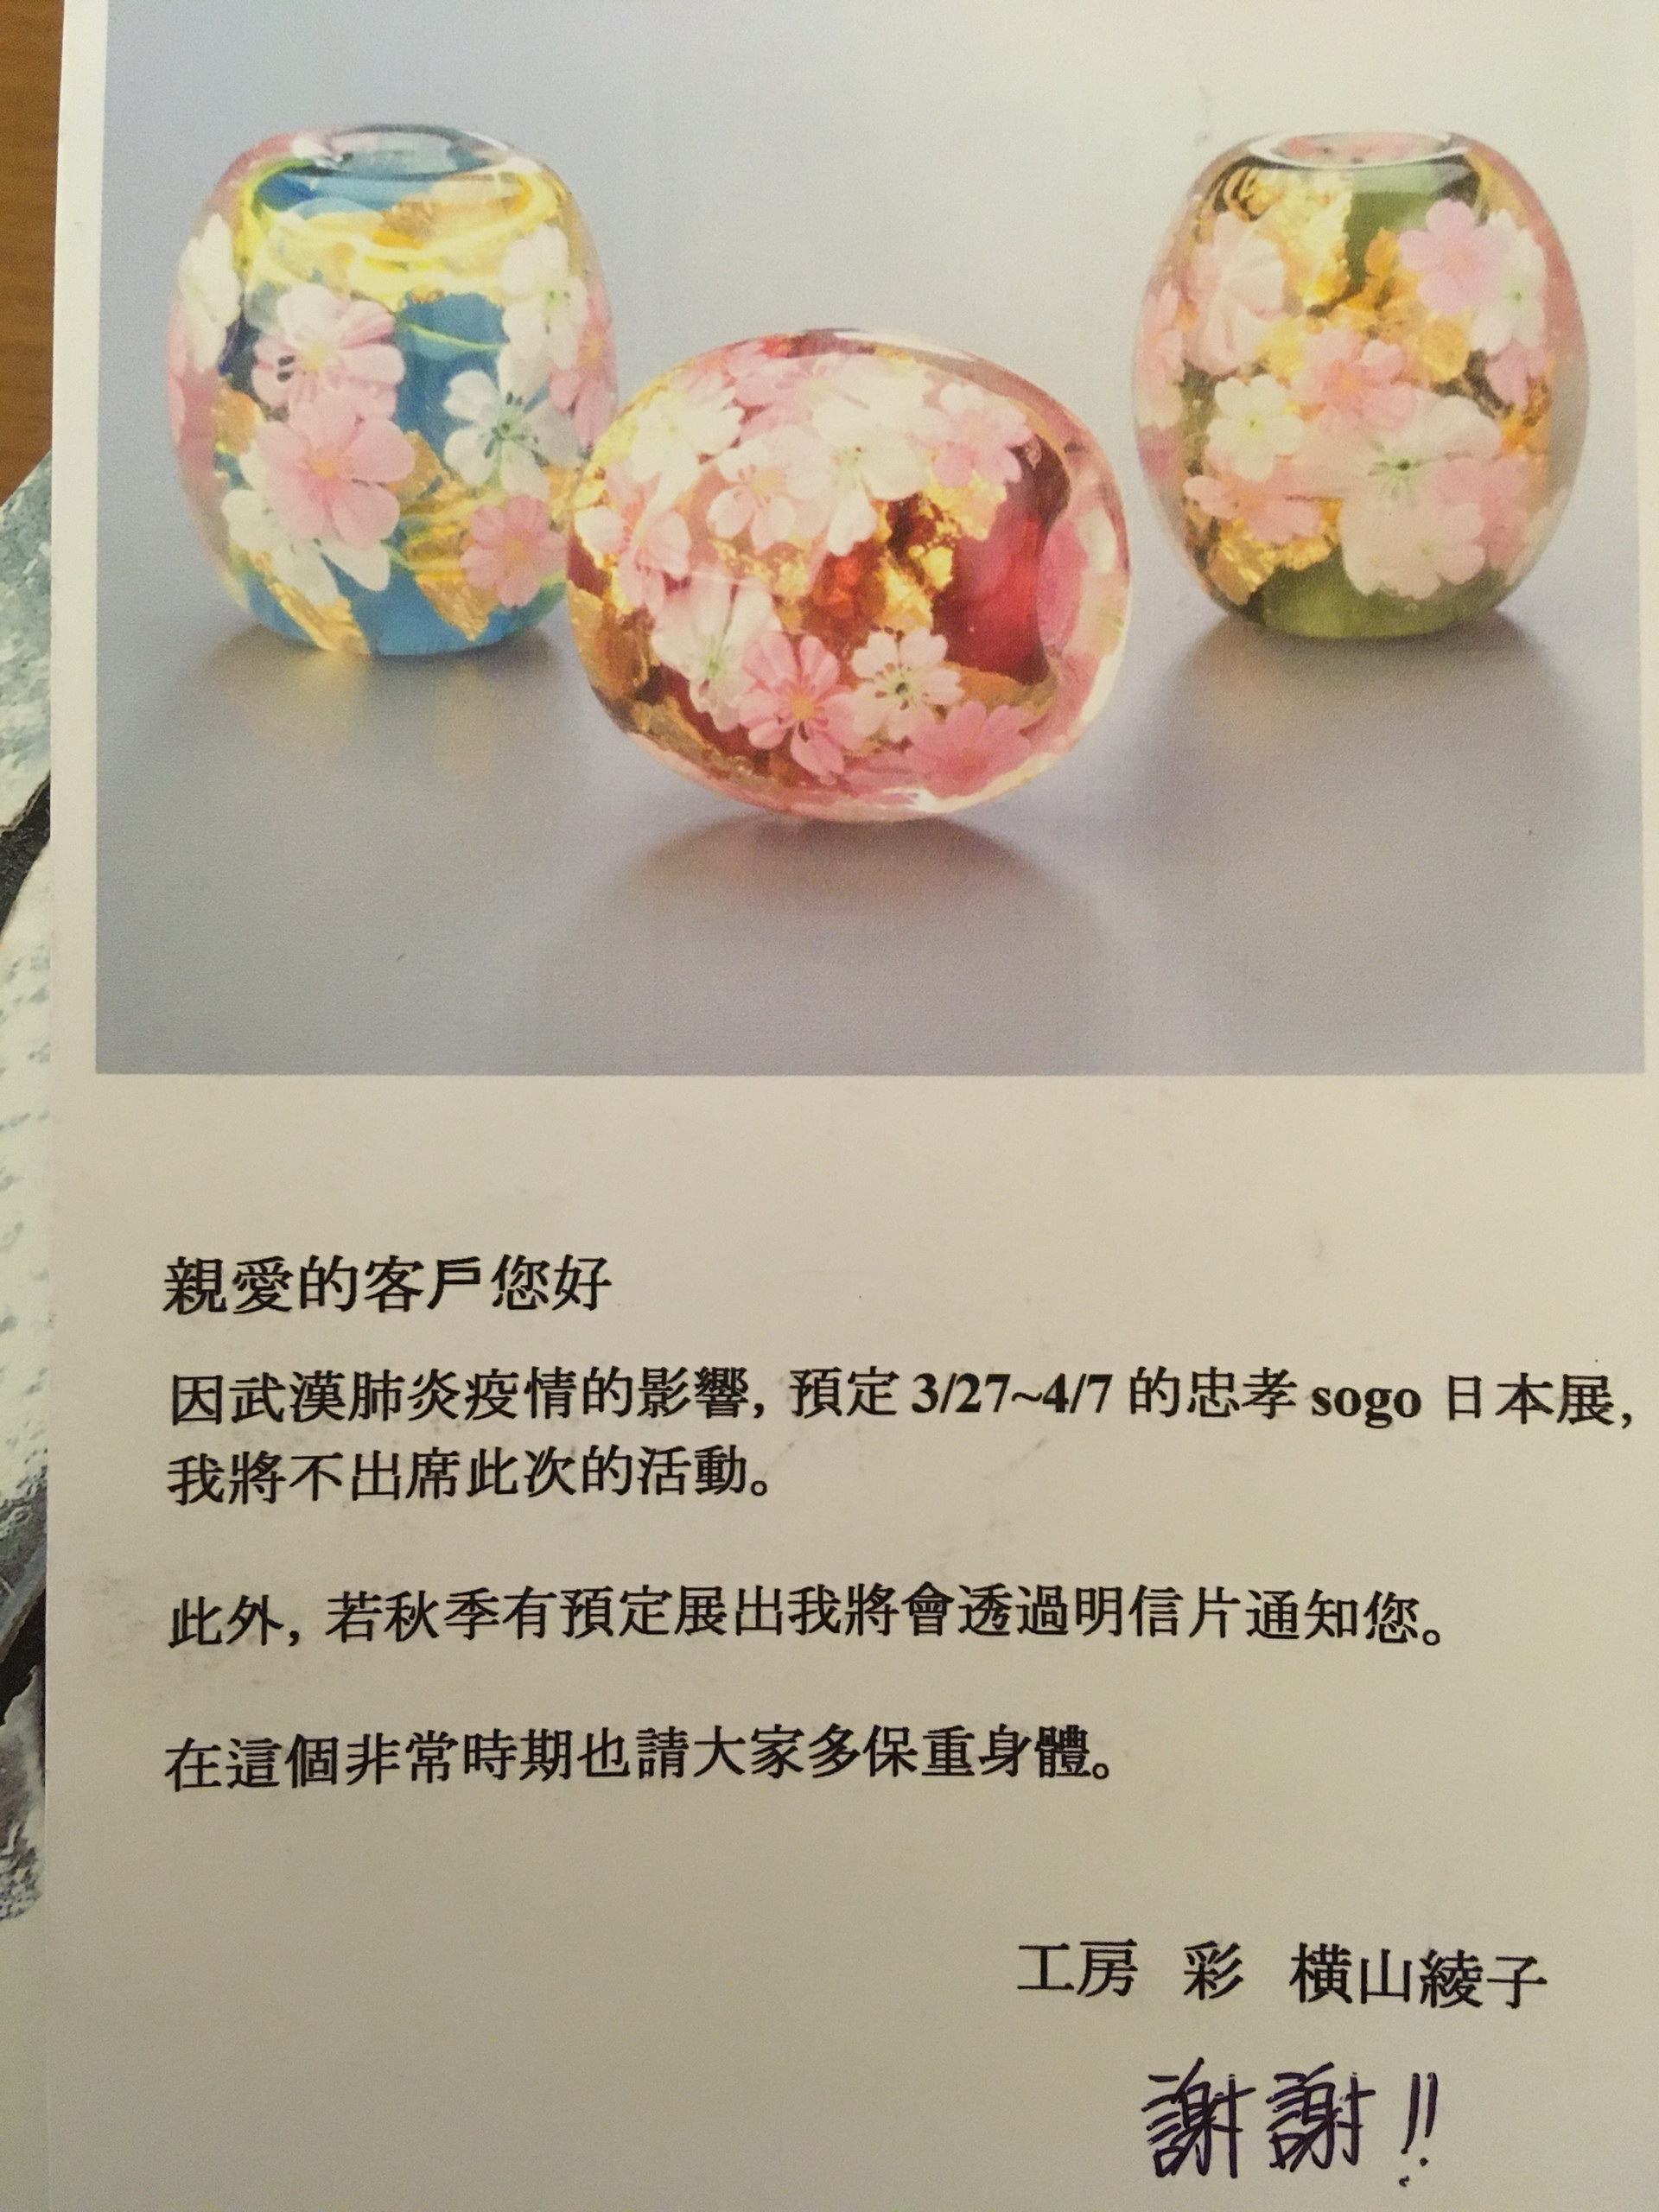 親愛的客戶您好
因武漢肺炎疫情的影響, 預定 3/27~4/7 的忠孝 sogo 日本展,
我將不出席此次的活動。
此外, 若秋季有預定展出我將會透過明信片通知您。
在這個非常時期也請大家多保重身體。
工房 彩 橫山綾子
謝謝!!